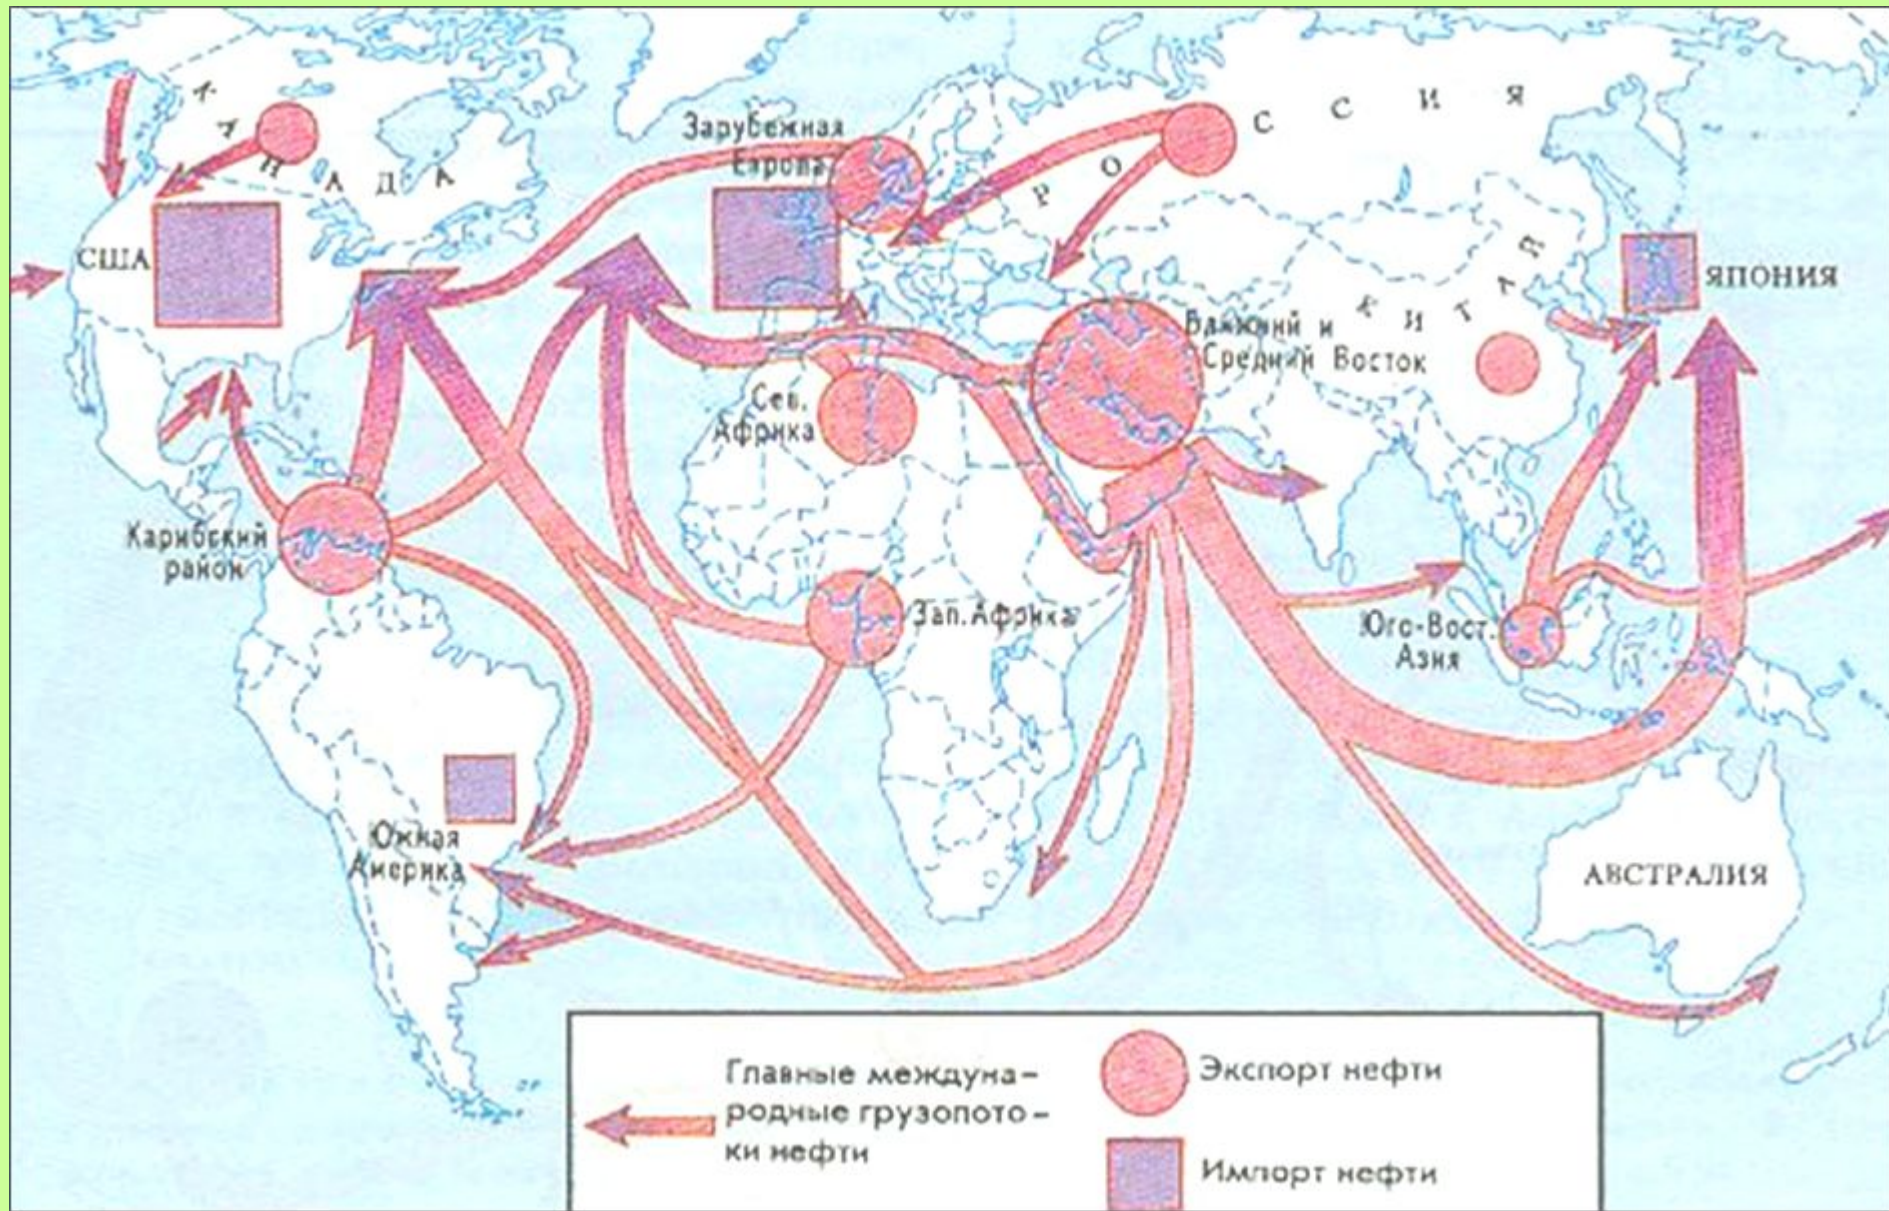 КАНАДА
США
Зарубежная
Европа
РОССИЯ
КИТАЙ
ЯПОНИЯ
Ближний и
Средний Восток
Сев.
Африка
Карибский
район
Зап. Африка
Юго-Вост.
Азия
Южная
Америка
АВСТРАЛИЯ
Главные междуна-
родные грузопото-
ки нефти
Экспорт нефти
Импорт нефти